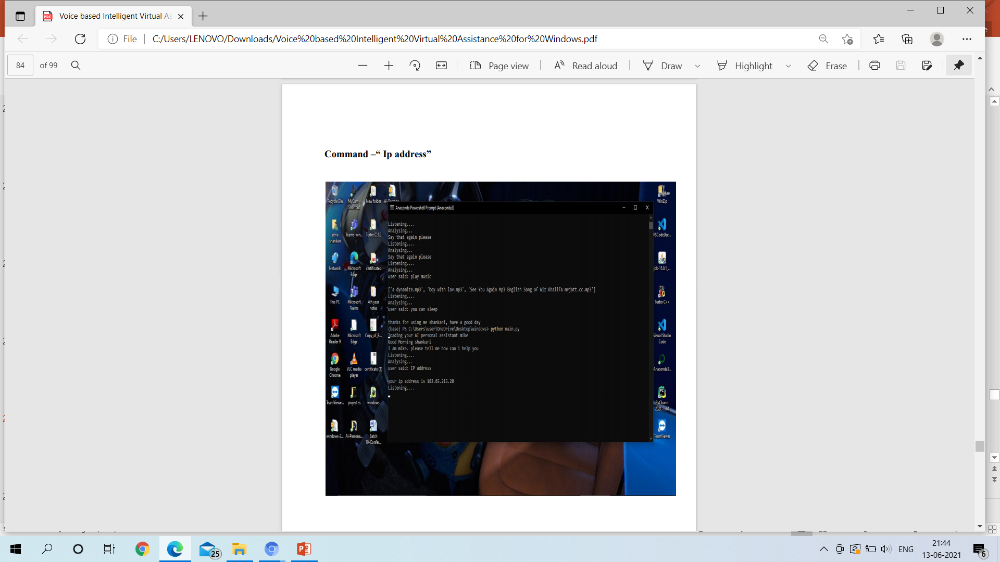 Voice based Intelligent Virtual As
File
C:/Users/LENOVO/Downloads/Voice%20based%20Intelligent%20Virtual%20Assistance%20for%20Windows.pdf
84 of 99
Page view
Read aloud
Draw
Highlight
Erase
Command –“ Ip address”
Recycle Bin
MyCam - Shortcut
New folder
AI-Persona
WinZip
Anaconda Powershell Prompt (Anaconda3)
Listening....
Analysing...
Say that again please
Listening....
Analysing...
Say that again please
Listening....
Analysing...
user said: play music
['a dynamite.mp3', 'boy with lov.mp3', 'See You Again Mp3 English Song of Wiz Khalifa mrjatt.cc.mp3']
Listening....
Analysing...
user said: you can sleep
thanks for using me shankari, have a good day
(base) PS C:\Users\user\OneDrive\Desktop\windows> python main.py
loading your AI personal assistant mike
Good Morning shankari
i am mike. please tell me how can i help you
Listening....
Analysing...
user said: IP address
your ip address is 182.65.215.28
Listening....
selva shankari
Teams_win...
Turbo.C.3.2
VSCodeUse...
Network
Microsoft Edge
certificates
jdk-15.0.1_...
This PC
Microsoft Teams
4th year notes
Turbo C++
Adobe Reader 9
Microsoft Edge
Copy_of_B...
Visual Studio Code
Google Chrome
VLC media player
certificate (1)
Anaconda3...
TeamViewe...
project ss
windows
PyCharm 2021.1 x64
windows-2...
AI-Persona...
Batch 19-Confer...
TeamViewer
25
ENG
21:44
13-06-2021
6